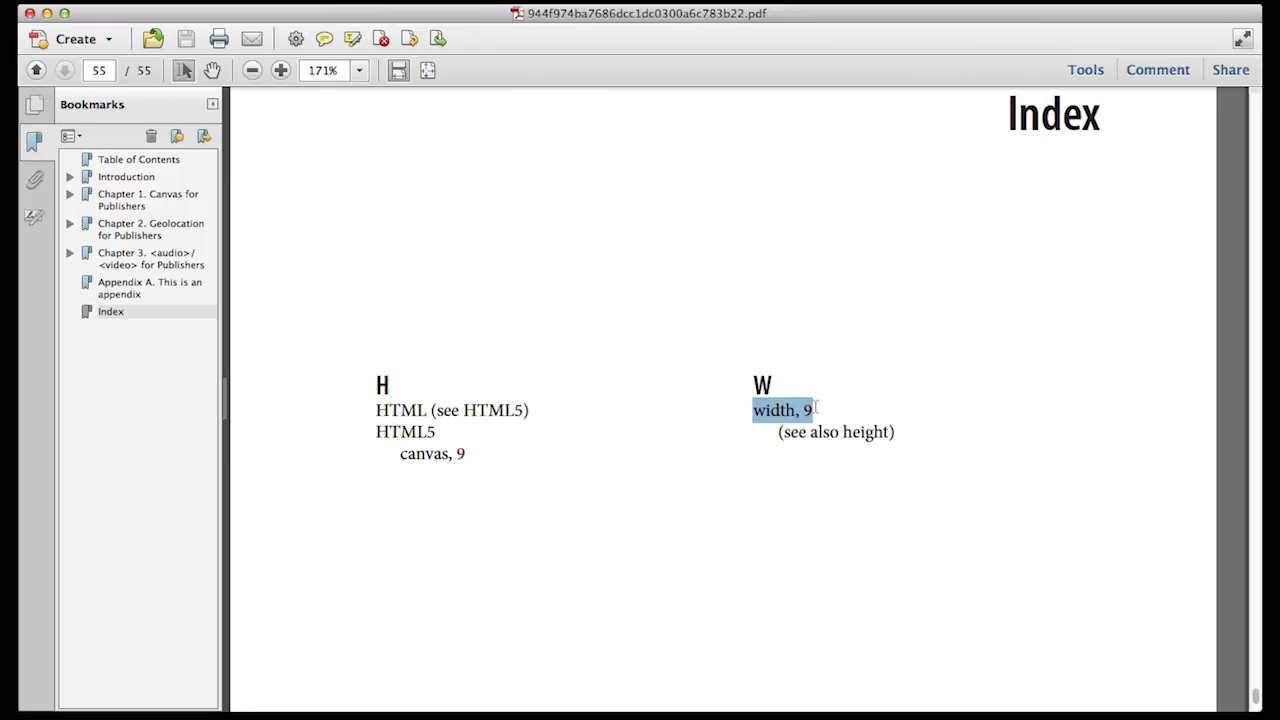 944f974ba7686dcc1dc0300a6c783b22.pdf
Create
55 / 55
171%
Tools Comment Share
Bookmarks
Table of Contents
Introduction
Chapter 1. Canvas for
Publishers
Chapter 2. Geolocation
for Publishers
Chapter 3. <audio>/
<video> for Publishers
Appendix A. This is an
appendix
Index
Index
H
HTML (see HTML5)
HTML5
canvas, 9
W
width, 9
(see also height)